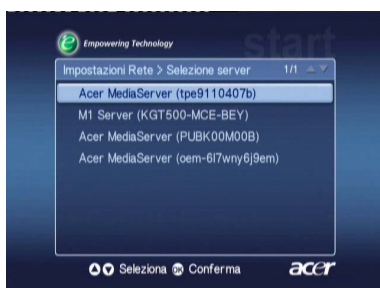 start
e Empowering Technology
Impostazioni Rete > Selezione server 1/1
Acer MediaServer (tpe9110407b)
M1 Server (KGT500-MCE-BEY)
Acer MediaServer (PUBK00M00B)
Acer MediaServer (oem-6l7wny6j9em)
Seleziona OK Conferma acer